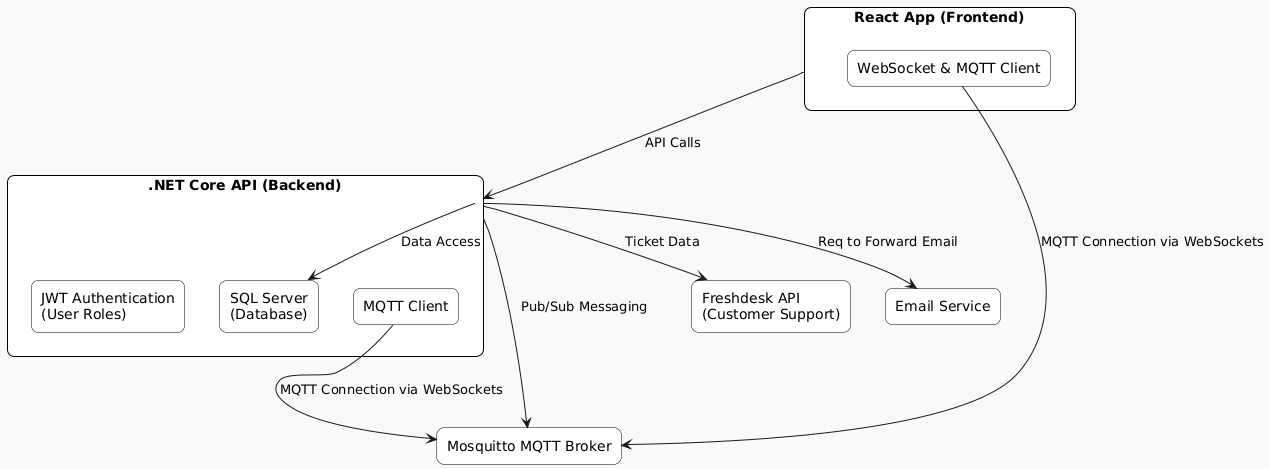 React App (Frontend)
WebSocket & MQTT Client
API Calls
.NET Core API (Backend)
Data Access
Ticket Data
Req to Forward Email
MQTT Connection via WebSockets
JWT Authentication
(User Roles)
SQL Server
(Database)
MQTT Client
Pub/Sub Messaging
Freshdesk API
(Customer Support)
Email Service
MQTT Connection via WebSockets
Mosquitto MQTT Broker